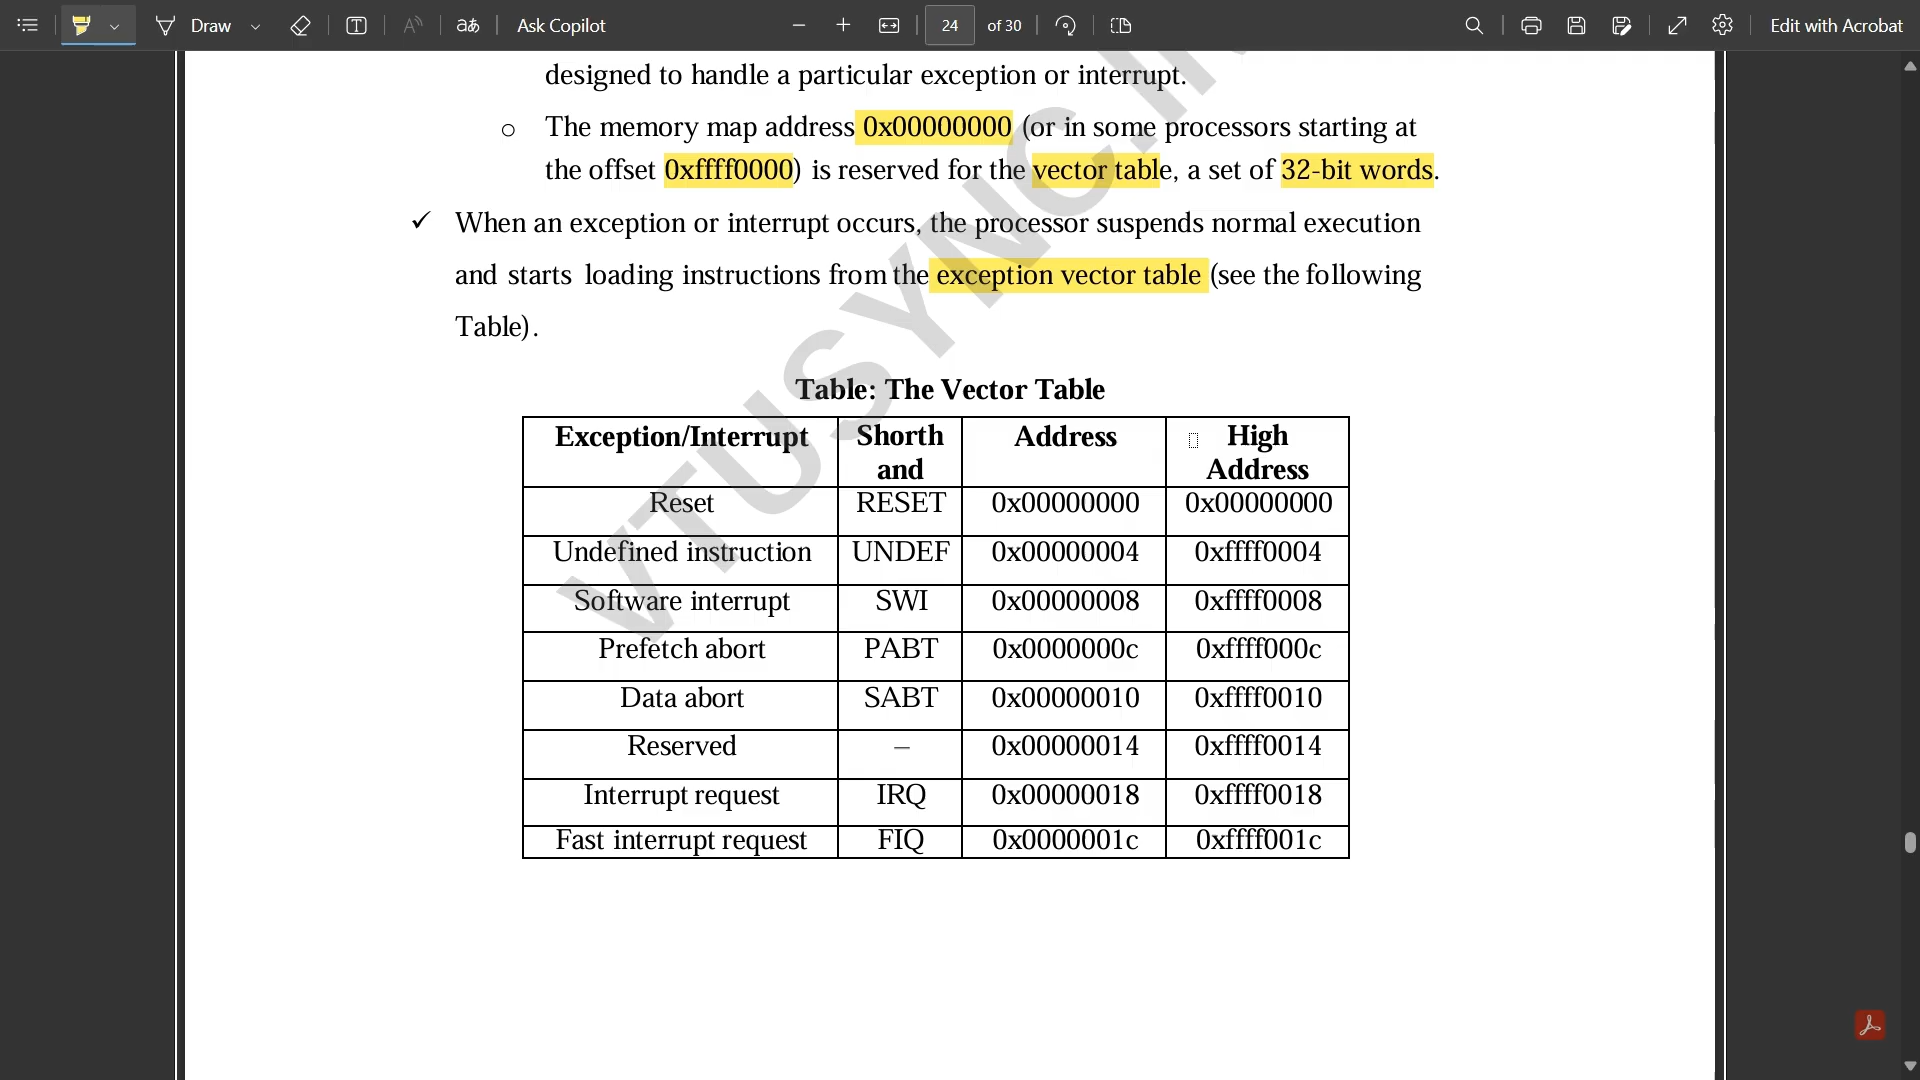 Draw
aあ
Ask Copilot
24 of 30
Edit with Acrobat
designed to handle a particular exception or interrupt.
o The memory map address 0x00000000 (or in some processors starting at
the offset 0xffff0000) is reserved for the vector table, a set of 32-bit words.
✓ When an exception or interrupt occurs, the processor suspends normal execution
and starts loading instructions from the exception vector table (see the following
Table).
Table: The Vector Table
Exception/Interrupt Shorth and Address High Address
Reset RESET 0x00000000 0x00000000
Undefined instruction UNDEF 0x00000004 0xffff0004
Software interrupt SWI 0x00000008 0xffff0008
Prefetch abort PABT 0x0000000c 0xffff000c
Data abort SABT 0x00000010 0xffff0010
Reserved – 0x00000014 0xffff0014
Interrupt request IRQ 0x00000018 0xffff0018
Fast interrupt request FIQ 0x0000001c 0xffff001c
VTUSYNC.IN